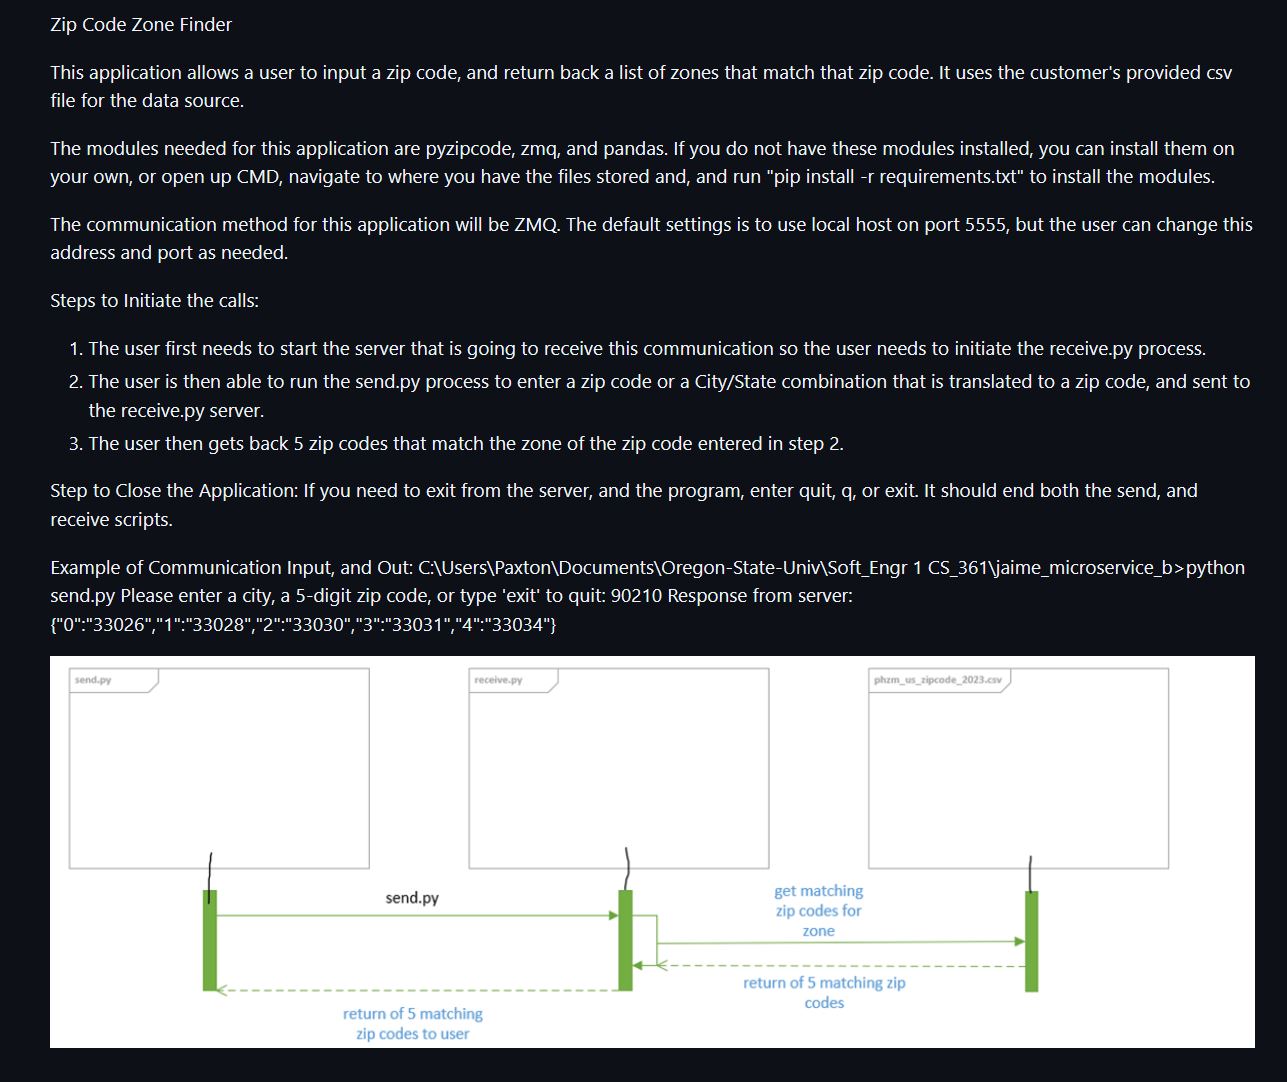 Zip Code Zone Finder
This application allows a user to input a zip code, and return back a list of zones that match that zip code. It uses the customer's provided csv
file for the data source.
The modules needed for this application are pyzipcode, zmq, and pandas. If you do not have these modules installed, you can install them on
your own, or open up CMD, navigate to where you have the files stored and, and run "pip install -r requirements.txt" to install the modules.
The communication method for this application will be ZMQ. The default settings is to use local host on port 5555, but the user can change this
address and port as needed.
Steps to Initiate the calls:
1. The user first needs to start the server that is going to receive this communication so the user needs to initiate the receive.py process.
2. The user is then able to run the send.py process to enter a zip code or a City/State combination that is translated to a zip code, and sent to
the receive.py server.
3. The user then gets back 5 zip codes that match the zone of the zip code entered in step 2.
Step to Close the Application: If you need to exit from the server, and the program, enter quit, q, or exit. It should end both the send, and
receive scripts.
Example of Communication Input, and Out: C:\Users\Paxton\Documents\Oregon-State-Univ\Soft_Engr 1 CS_361\jaime_microservice_b>python
send.py Please enter a city, a 5-digit zip code, or type 'exit' to quit: 90210 Response from server:
{"0":"33026","1":"33028","2":"33030","3":"33031","4":"33034"}
send.py
receive.py
phzm_us_zipcode_2023.csv
send.py
get matching
zip codes for
zone
return of 5 matching zip
codes
return of 5 matching
zip codes to user